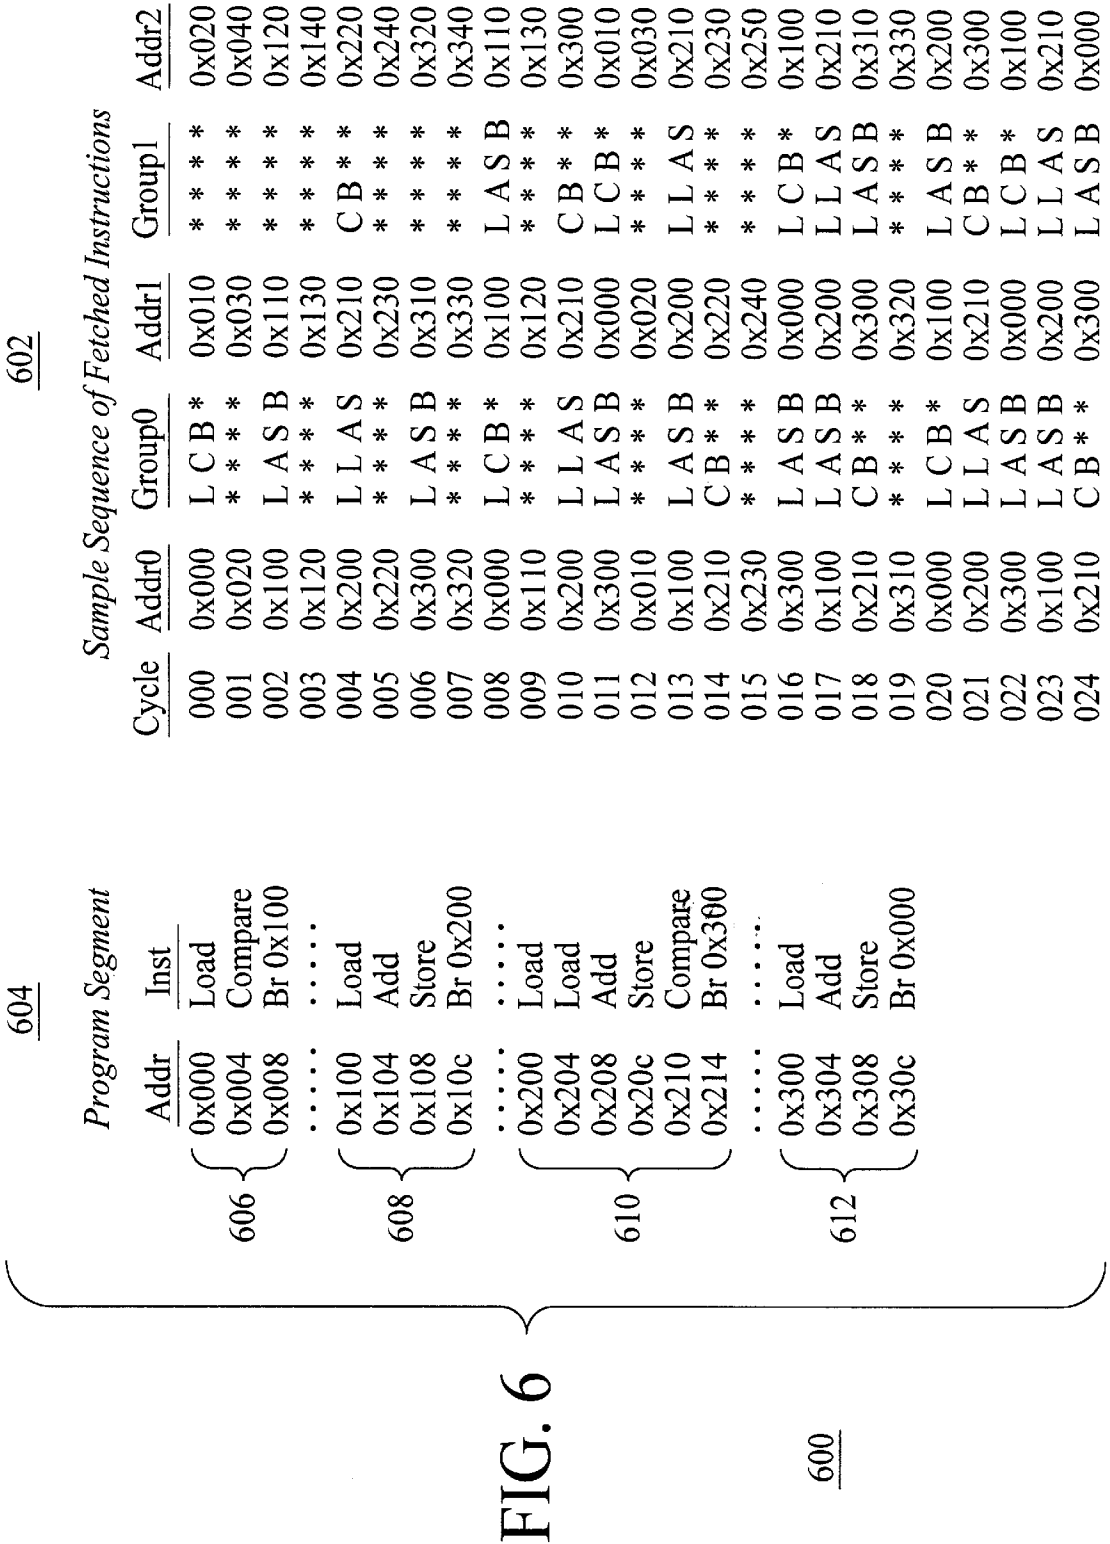 604
Program Segment
Addr Inst
0x000 Load
0x004 Compare
0x008 Br 0x100
..... .....
0x100 Load
0x104 Add
0x108 Store
0x10c Br 0x200
..... .....
0x200 Load
0x204 Load
0x208 Add
0x20c Store
0x210 Compare
0x214 Br 0x300
..... .....
0x300 Load
0x304 Add
0x308 Store
0x30c Br 0x000
606
608
610
612
602
Sample Sequence of Fetched Instructions
Cycle Addr0 Group0 Addr1 Group1 Addr2
000 0x000 L C B * 0x010 * * * * 0x020
001 0x020 * * * * 0x030 * * * * 0x040
002 0x100 L A S B 0x110 * * * * 0x120
003 0x120 * * * * 0x130 * * * * 0x140
004 0x200 L L A S 0x210 C B * * 0x220
005 0x220 * * * * 0x230 * * * * 0x240
006 0x300 L A S B 0x310 * * * * 0x320
007 0x320 * * * * 0x330 * * * * 0x340
008 0x000 L C B * 0x100 L A S B 0x110
009 0x110 * * * * 0x120 * * * * 0x130
010 0x200 L L A S 0x210 C B * * 0x300
011 0x300 L A S B 0x000 L C B * 0x010
012 0x010 * * * * 0x020 * * * * 0x030
013 0x100 L A S B 0x200 L L A S 0x210
014 0x210 C B * * 0x220 * * * * 0x230
015 0x230 * * * * 0x240 * * * * 0x250
016 0x300 L A S B 0x000 L C B * 0x100
017 0x100 L A S B 0x200 L L A S 0x210
018 0x210 C B * * 0x300 L A S B 0x310
019 0x310 * * * * 0x320 * * * * 0x330
020 0x000 L C B * 0x100 L A S B 0x200
021 0x200 L L A S 0x210 C B * * 0x300
022 0x300 L A S B 0x000 L C B * 0x100
023 0x100 L A S B 0x200 L L A S 0x210
024 0x210 C B * * 0x300 L A S B 0x000
FIG. 6
600